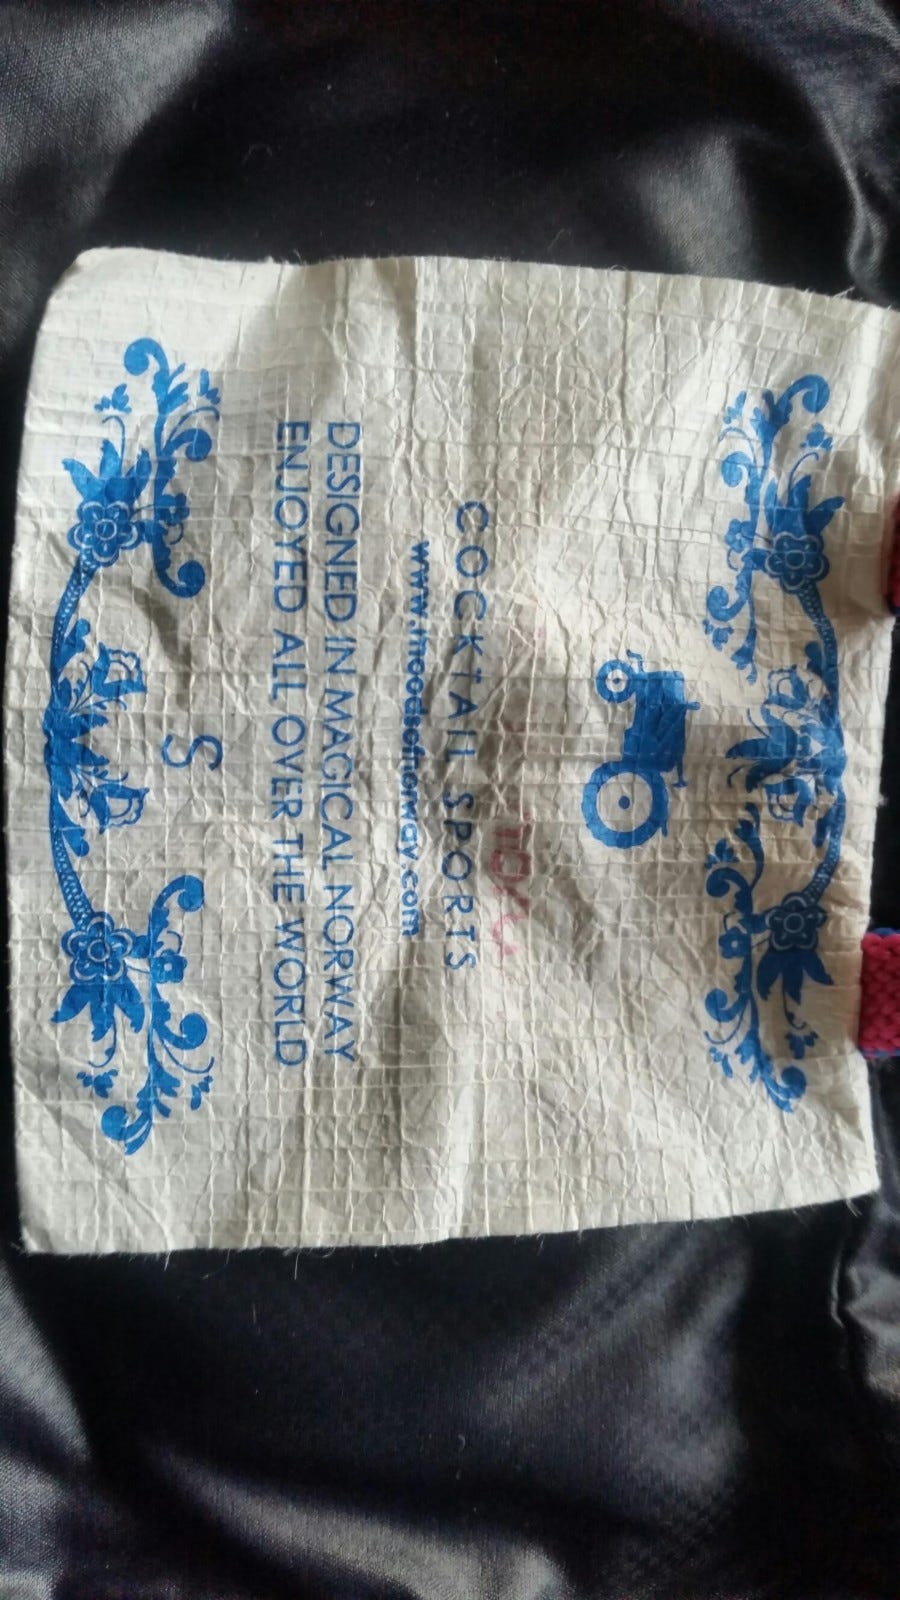 COCKTAIL SPORTS
www.moodsofnorway.com
DESIGNED IN MAGICAL NORWAY
ENJOYED ALL OVER THE WORLD
S